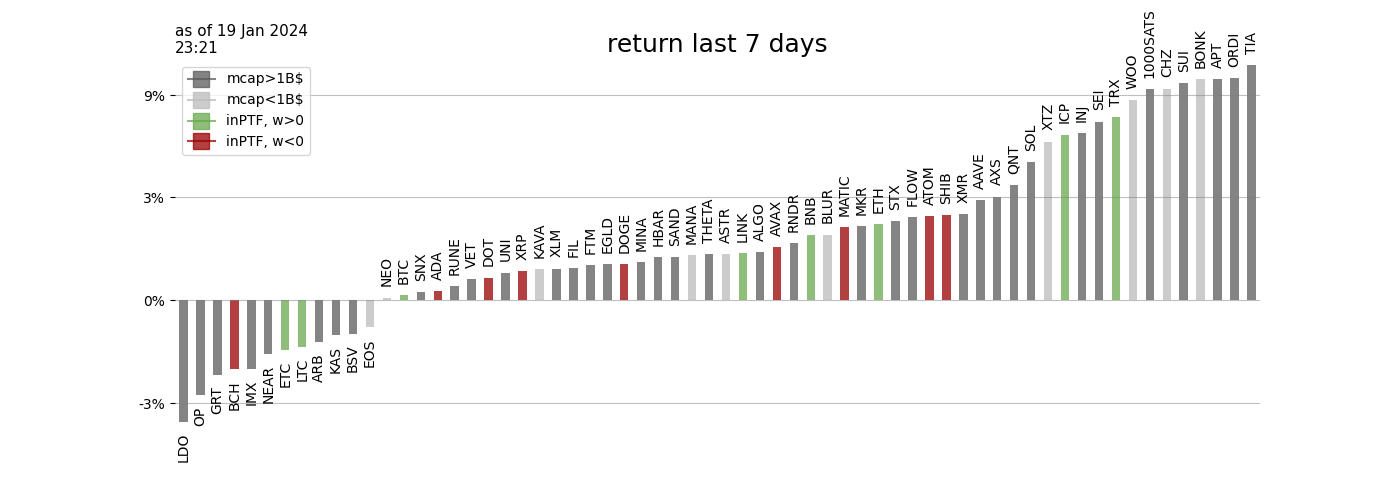 as of 19 Jan 2024
23:21
return last 7 days
mcap>1B$
mcap<1B$
inPTF, w>0
inPTF, w<0
9%
3%
0%
-3%
LDO
OP
GRT
BCH
IMX
NEAR
ETC
LTC
ARB
KAS
BSV
EOS
NEO
BTC
SNX
ADA
RUNE
VET
DOT
UNI
XRP
KAVA
XLM
FIL
FTM
EGLD
DOGE
MINA
HBAR
SAND
MANA
THETA
ASTR
LINK
ALGO
AVAX
RNDR
BNB
BLUR
MATIC
MKR
ETH
STX
FLOW
ATOM
SHIB
XMR
AAVE
AXS
QNT
SOL
XTZ
ICP
INJ
SEI
TRX
WOO
1000SATS
CHZ
SUI
BONK
APT
ORDI
TIA